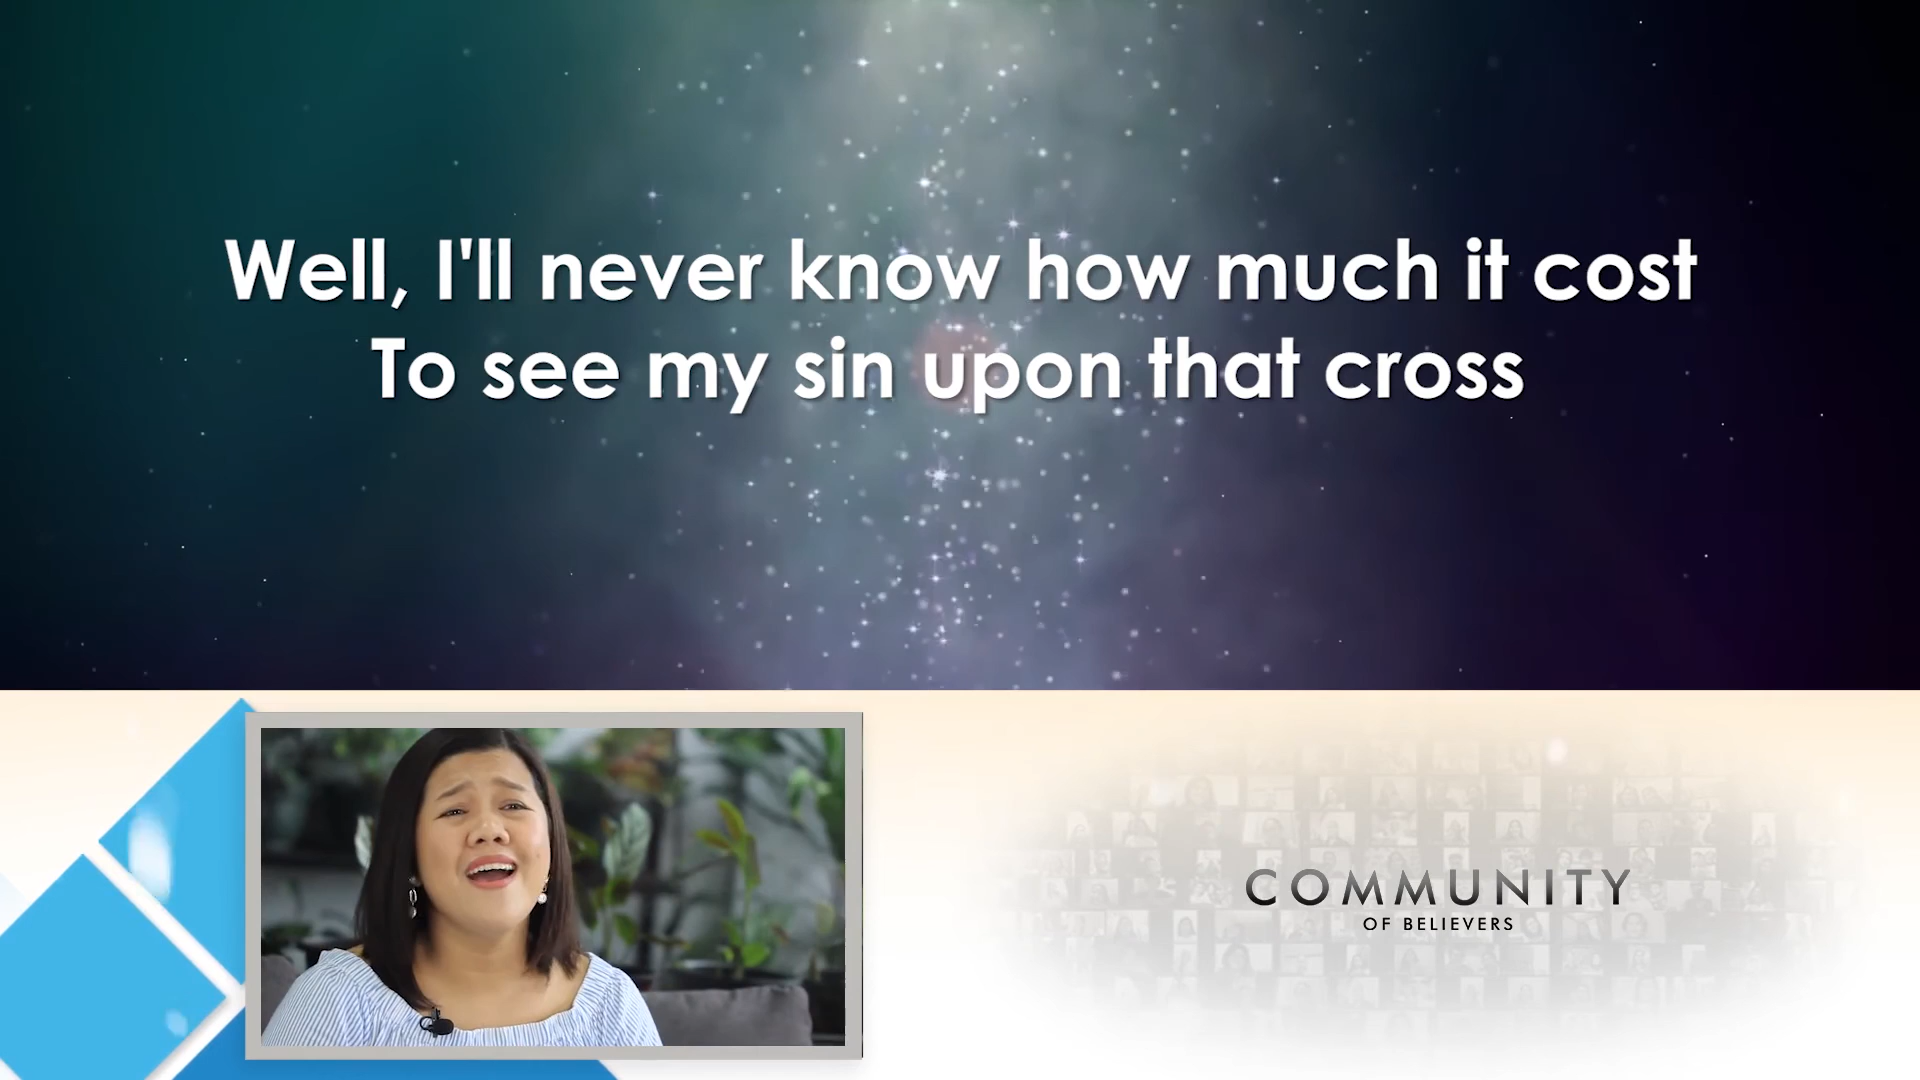 Well, I'll never know how much it cost
To see my sin upon that cross
COMMUNITY
OF BELIEVERS